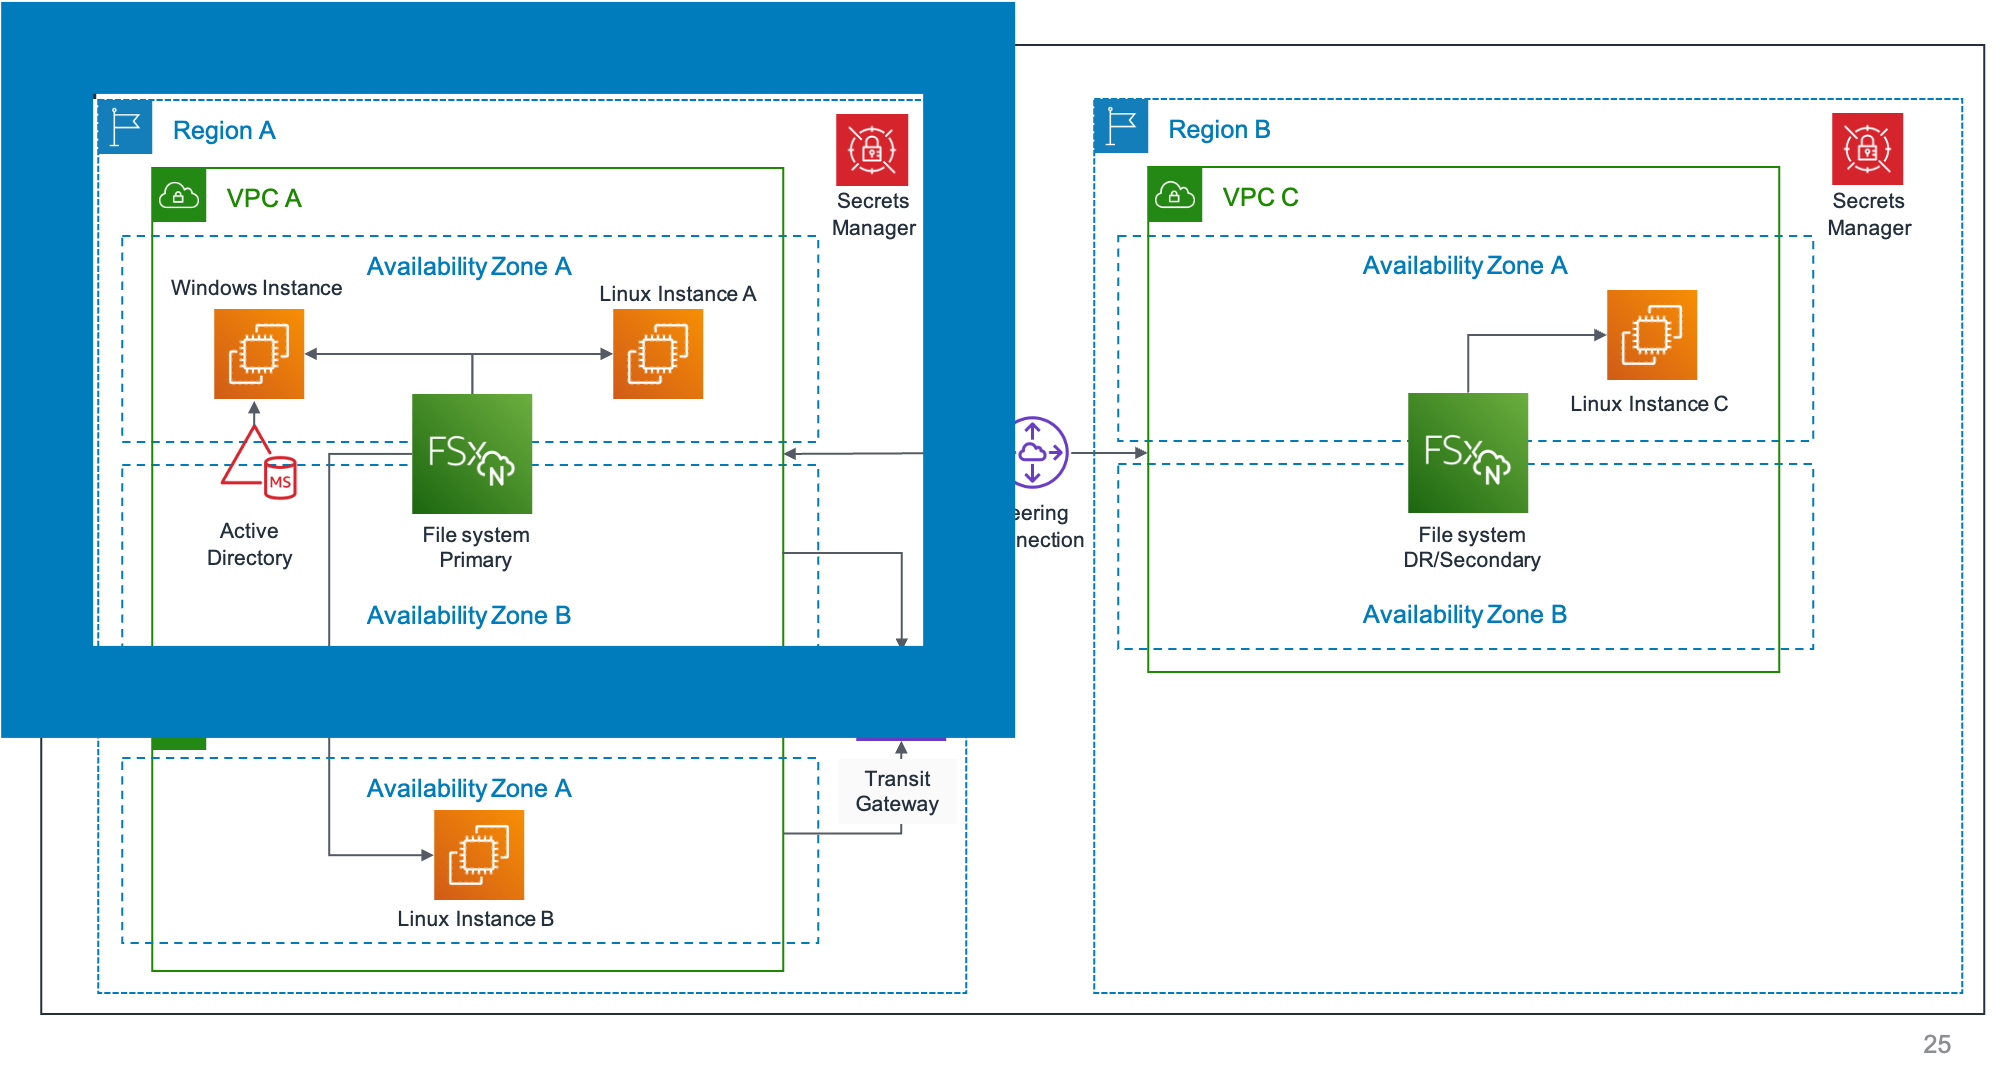 Region A
Secrets
Manager
VPC A
Availability Zone A
Windows Instance
Linux Instance A
FSx
N
MS
Active
Directory
File system
Primary
Availability Zone B
Availability Zone A
Linux Instance B
Transit
Gateway
eering
nnection
Region B
Secrets
Manager
VPC C
Availability Zone A
Linux Instance C
FSx
N
File system
DR/Secondary
Availability Zone B
25